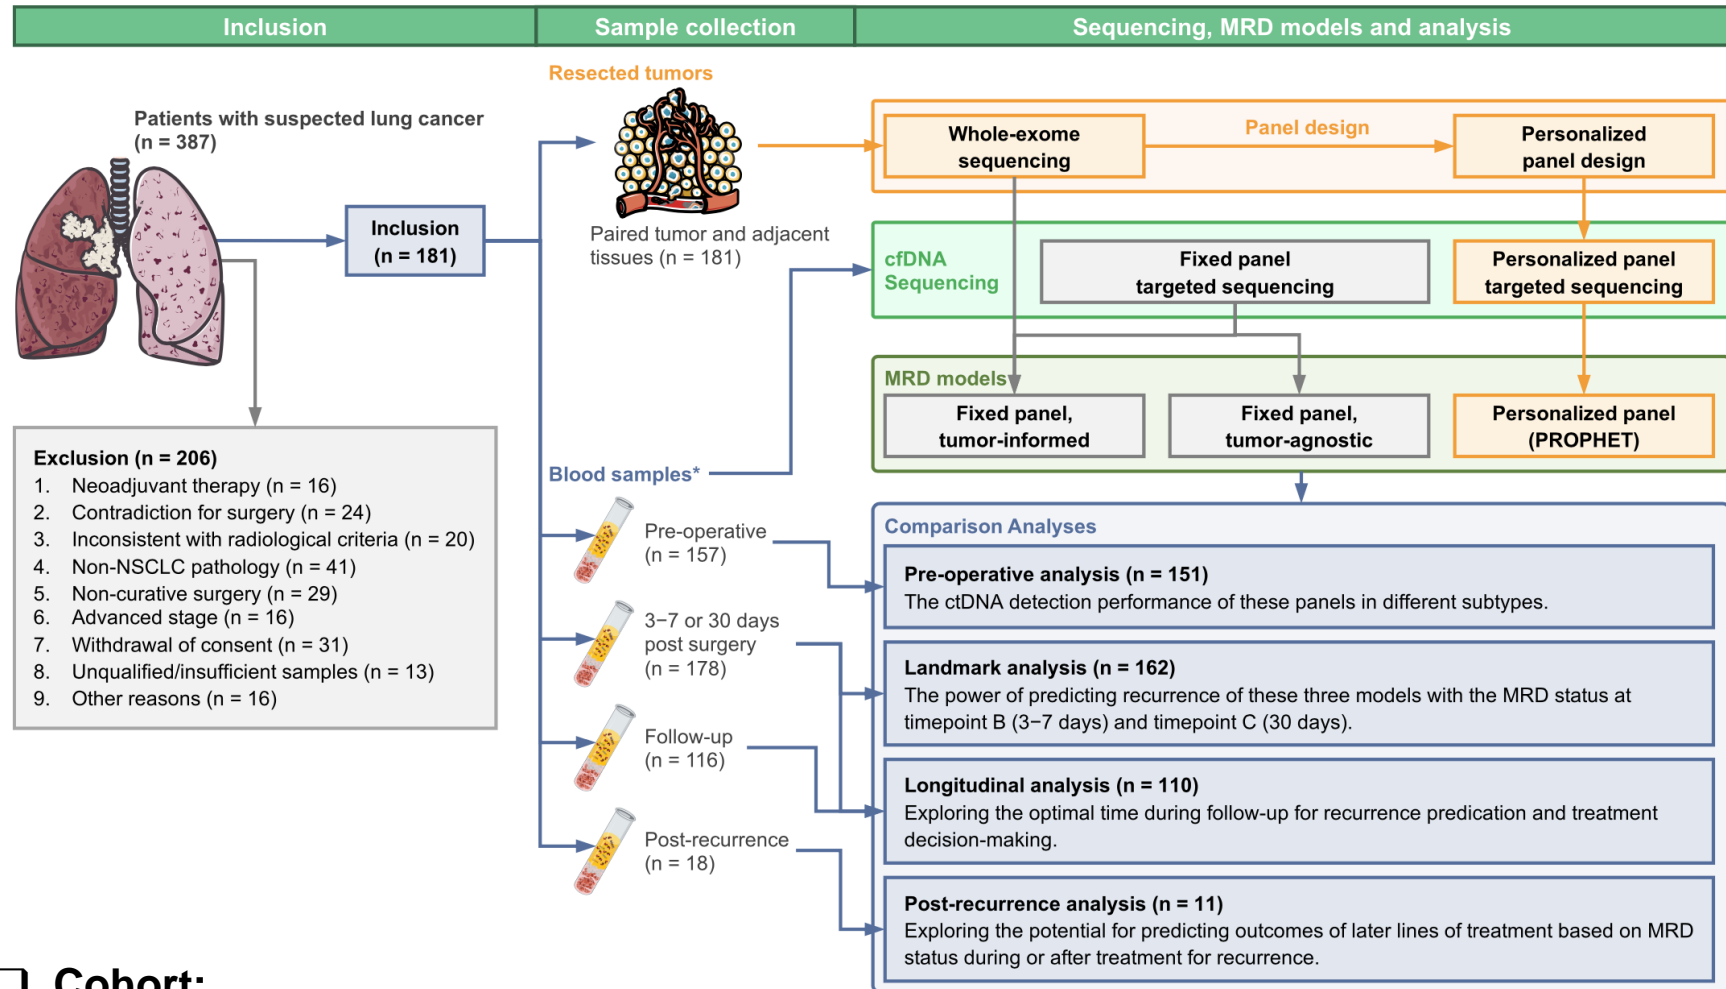 Inclusion
Sample collection
Sequencing, MRD models and analysis
Patients with suspected lung cancer
(n = 387)
Inclusion
(n = 181)
Exclusion (n = 206)
1. Neoadjuvant therapy (n = 16)
2. Contradiction for surgery (n = 24)
3. Inconsistent with radiological criteria (n = 20)
4. Non-NSCLC pathology (n = 41)
5. Non-curative surgery (n = 29)
6. Advanced stage (n = 16)
7. Withdrawal of consent (n = 31)
8. Unqualified/insufficient samples (n = 13)
9. Other reasons (n = 16)
Resected tumors
Paired tumor and adjacent
tissues (n = 181)
Blood samples*
Pre-operative
(n = 157)
3−7 or 30 days
post surgery
(n = 178)
Follow-up
(n = 116)
Post-recurrence
(n = 18)
Whole-exome
sequencing
Panel design
Personalized
panel design
cfDNA
Sequencing
Fixed panel
targeted sequencing
Personalized panel
targeted sequencing
MRD models
Fixed panel,
tumor-informed
Fixed panel,
tumor-agnostic
Personalized panel
(PROPHET)
Comparison Analyses
Pre-operative analysis (n = 151)
The ctDNA detection performance of these panels in different subtypes.
Landmark analysis (n = 162)
The power of predicting recurrence of these three models with the MRD status at
timepoint B (3−7 days) and timepoint C (30 days).
Longitudinal analysis (n = 110)
Exploring the optimal time during follow-up for recurrence predication and treatment
decision-making.
Post-recurrence analysis (n = 11)
Exploring the potential for predicting outcomes of later lines of treatment based on MRD
status during or after treatment for recurrence.
Cohort: